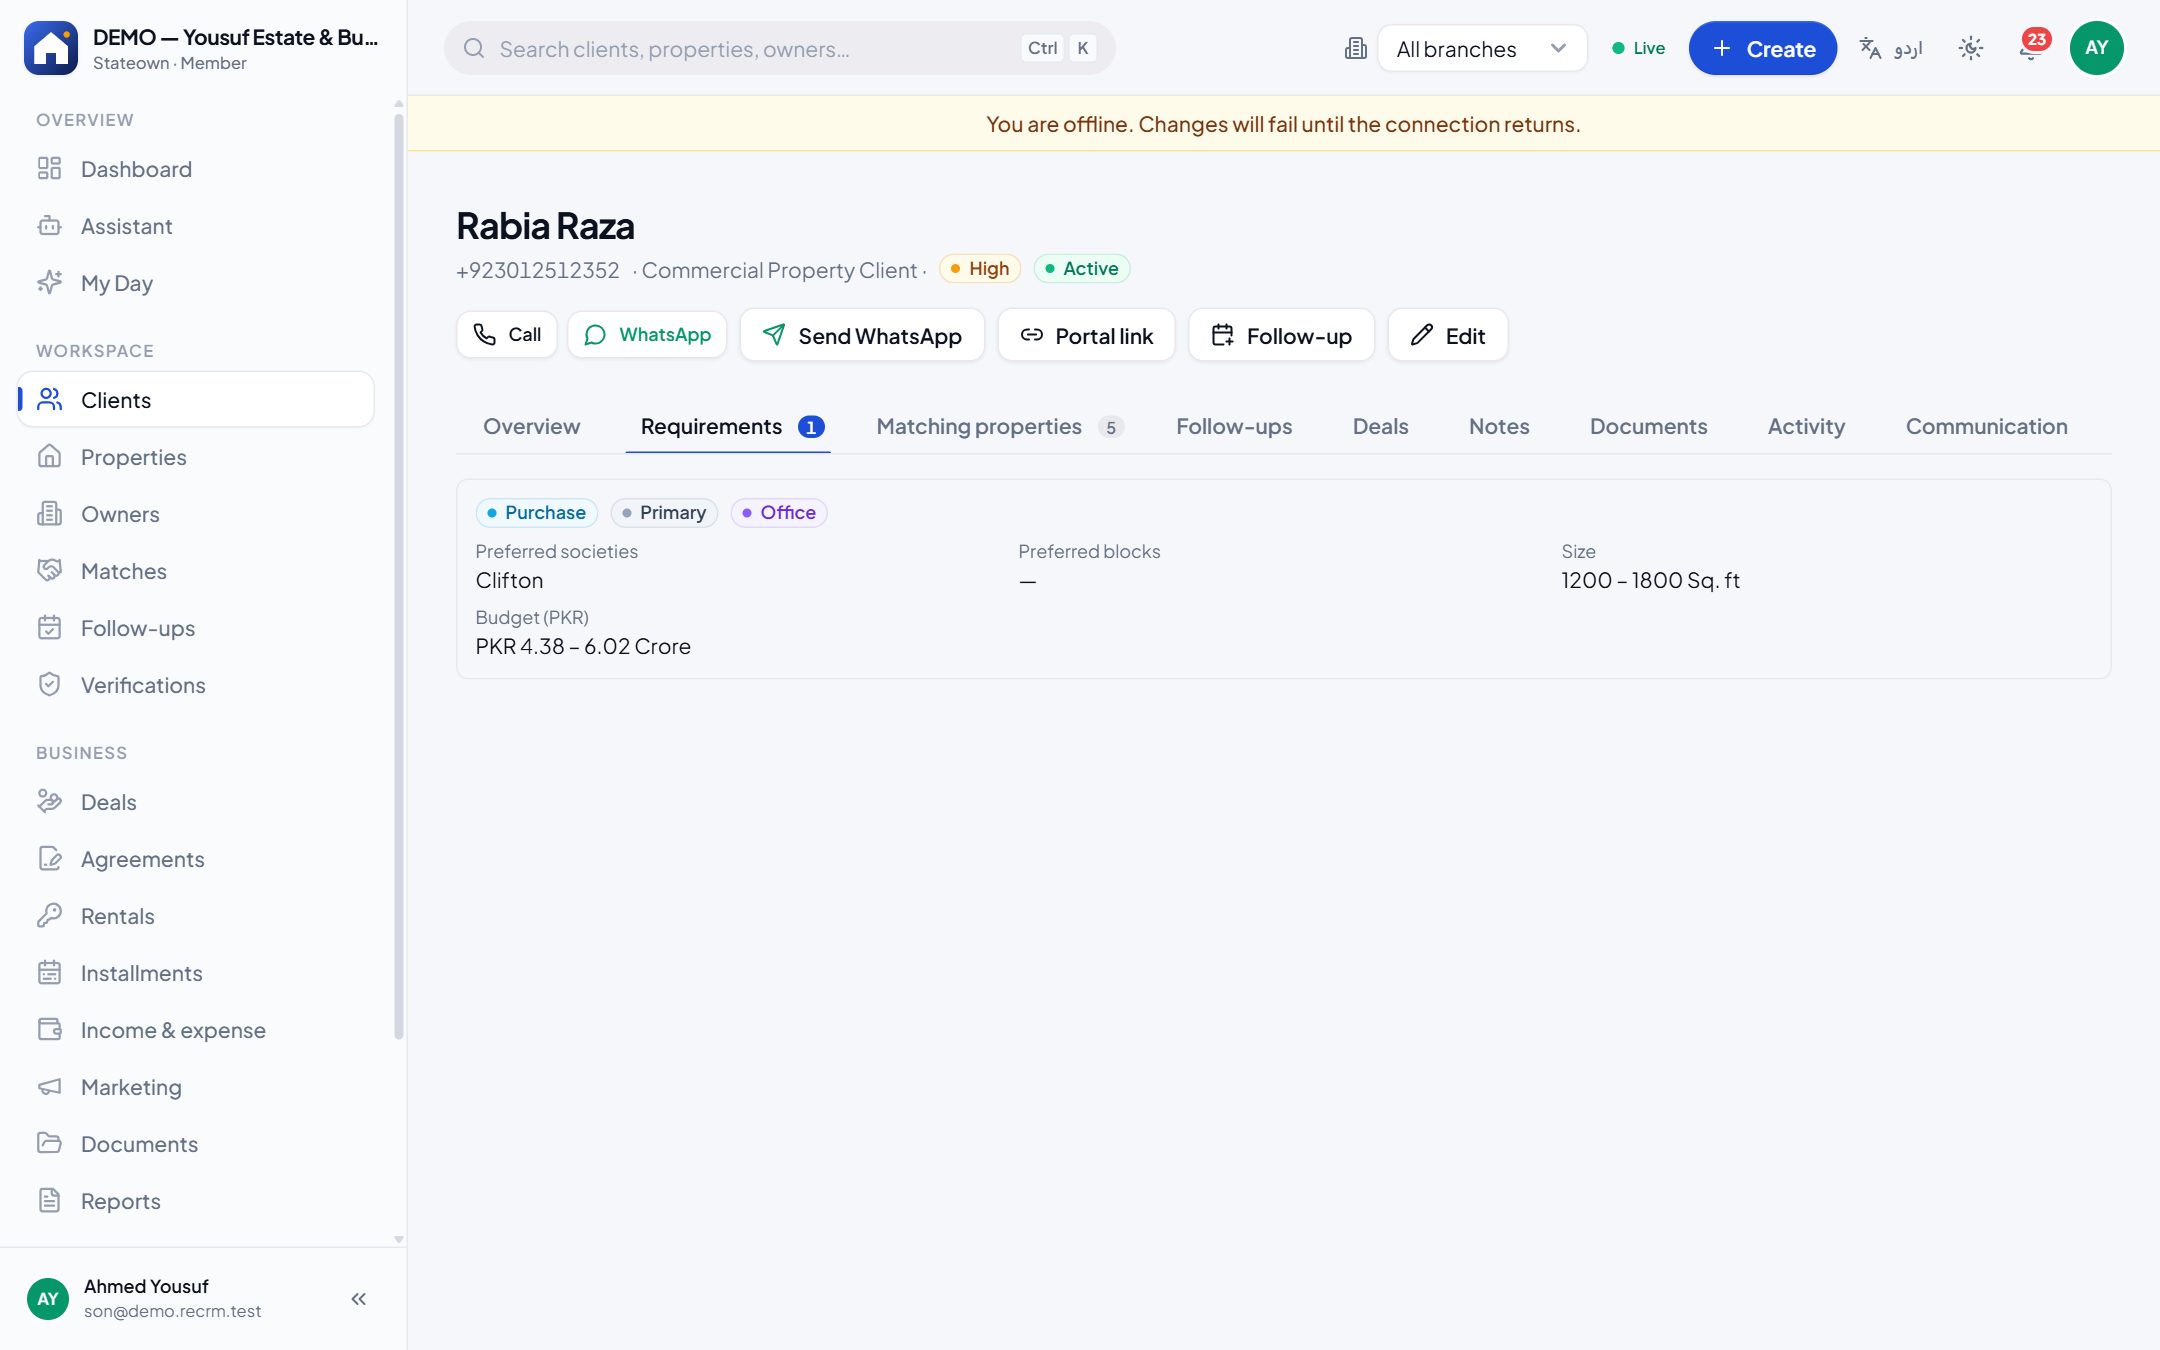 DEMO — Yousuf Estate & Bu...
Stateown · Member
Search clients, properties, owners...
Ctrl K
All branches
Live
Create
اردو
23
AY
You are offline. Changes will fail until the connection returns.
OVERVIEW
Dashboard
Assistant
My Day
WORKSPACE
Clients
Properties
Owners
Matches
Follow-ups
Verifications
BUSINESS
Deals
Agreements
Rentals
Installments
Income & expense
Marketing
Documents
Reports
AY
Ahmed Yousuf
son@demo.recrm.test
Rabia Raza
+923012512352 · Commercial Property Client · High Active
Call WhatsApp Send WhatsApp Portal link Follow-up Edit
Overview Requirements 1 Matching properties 5 Follow-ups Deals Notes Documents Activity Communication
Purchase Primary Office
Preferred societies Preferred blocks Size
Clifton — 1200 – 1800 Sq. ft
Budget (PKR)
PKR 4.38 – 6.02 Crore